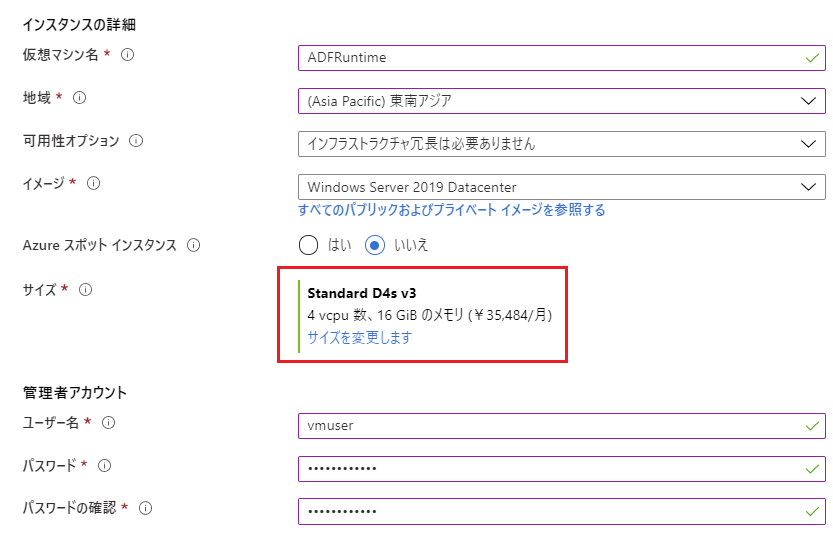 インスタンスの詳細
仮想マシン名 * ADFRuntime
地域 * (Asia Pacific) 東南アジア
可用性オプション インフラストラクチャ冗長は必要ありません
イメージ * Windows Server 2019 Datacenter
すべてのパブリックおよびプライベート イメージを参照する
Azure スポット インスタンス はい いいえ
サイズ * Standard D4s v3
4 vcpu 数、16 GiB のメモリ (¥35,484/月)
サイズを変更します
管理者アカウント
ユーザー名 * vmuser
パスワード * ••••••••••••
パスワードの確認 * ••••••••••••